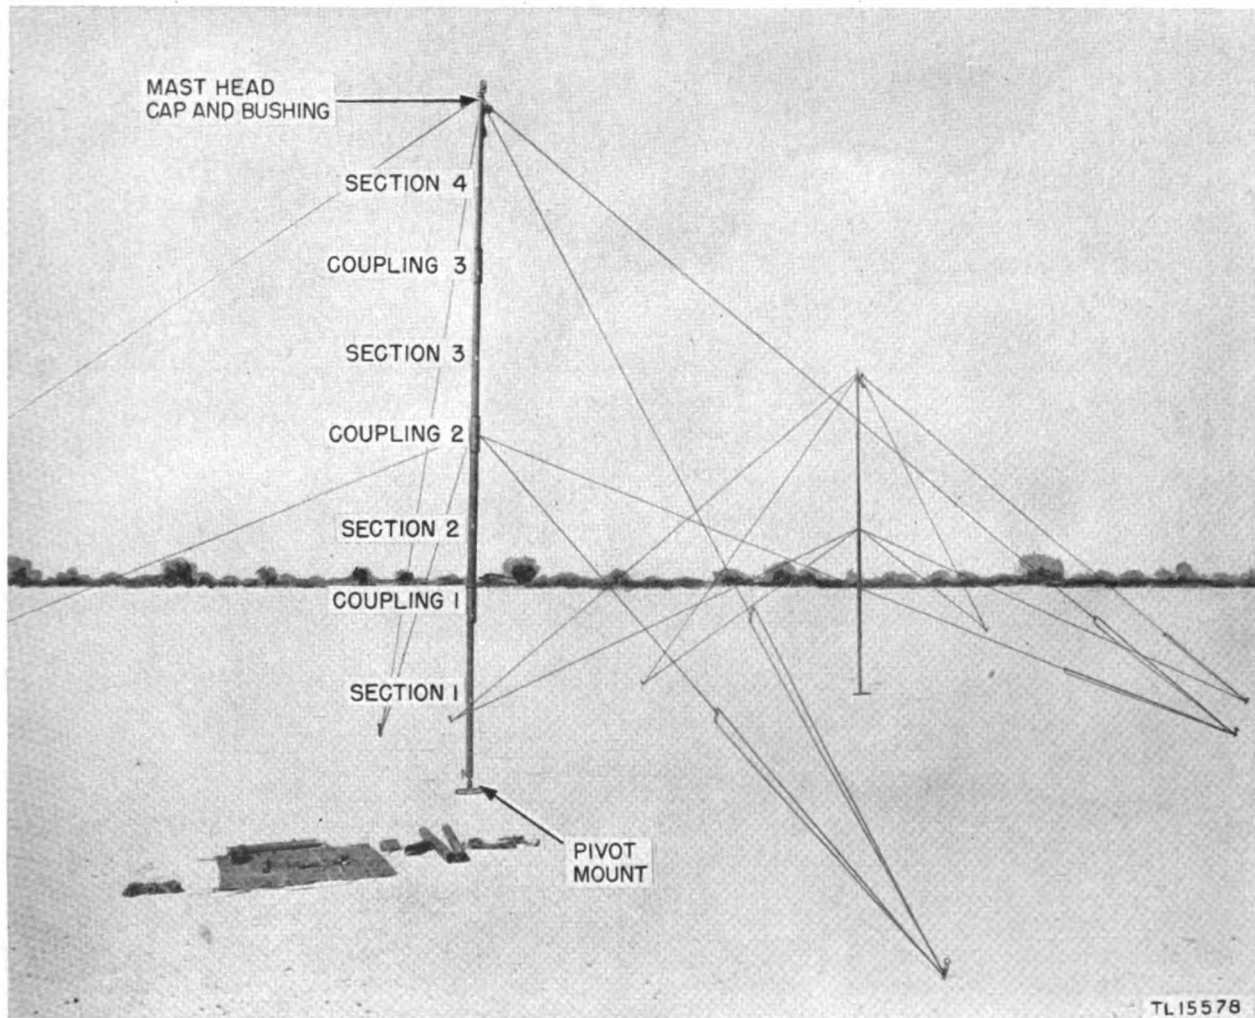 MAST HEAD
CAP AND BUSHING
SECTION 4
COUPLING 3
SECTION 3
COUPLING 2
SECTION 2
COUPLING 1
SECTION 1
PIVOT
MOUNT
TL15578